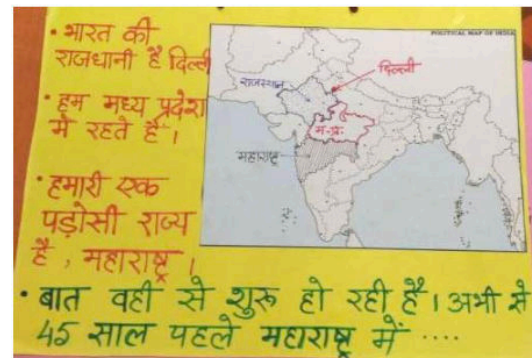 • भारत की
राजधानी है दिल्ली
• हम मध्य प्रदेश
में रहते हैं।
• हमारी एक
पड़ोसी राज्य
है, महाराष्ट्र।
POLITICAL MAP OF INDIA
दिल्ली
राजस्थान
म.प्र.
महाराष्ट्र
• बात वही से शुरू हो रही है। अभी से
45 साल पहले महाराष्ट्र में ....